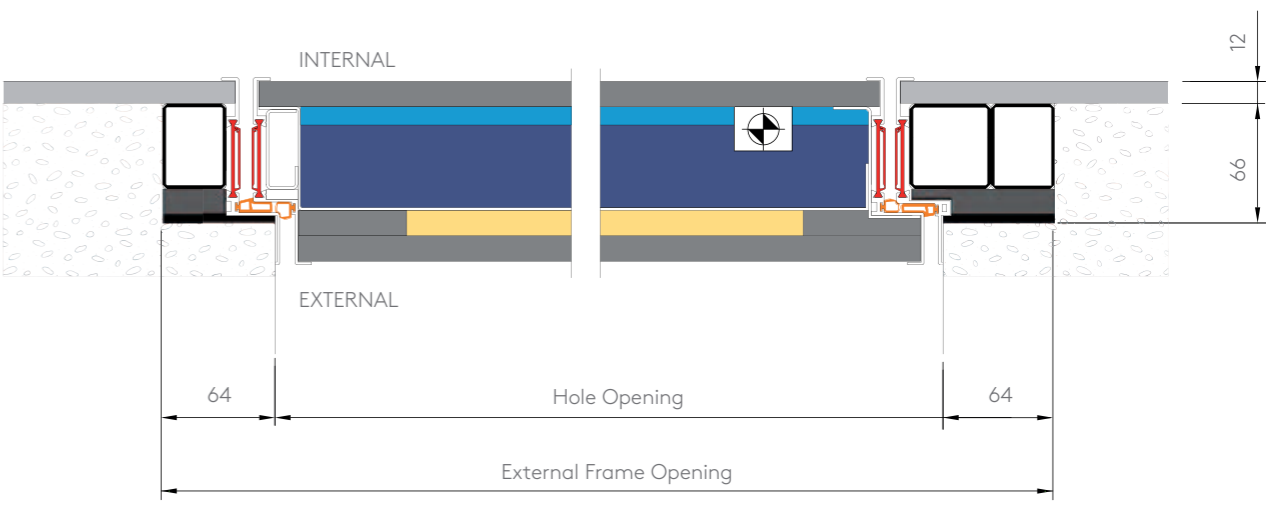 INTERNAL
12
66
EXTERNAL
64
Hole Opening
64
External Frame Opening